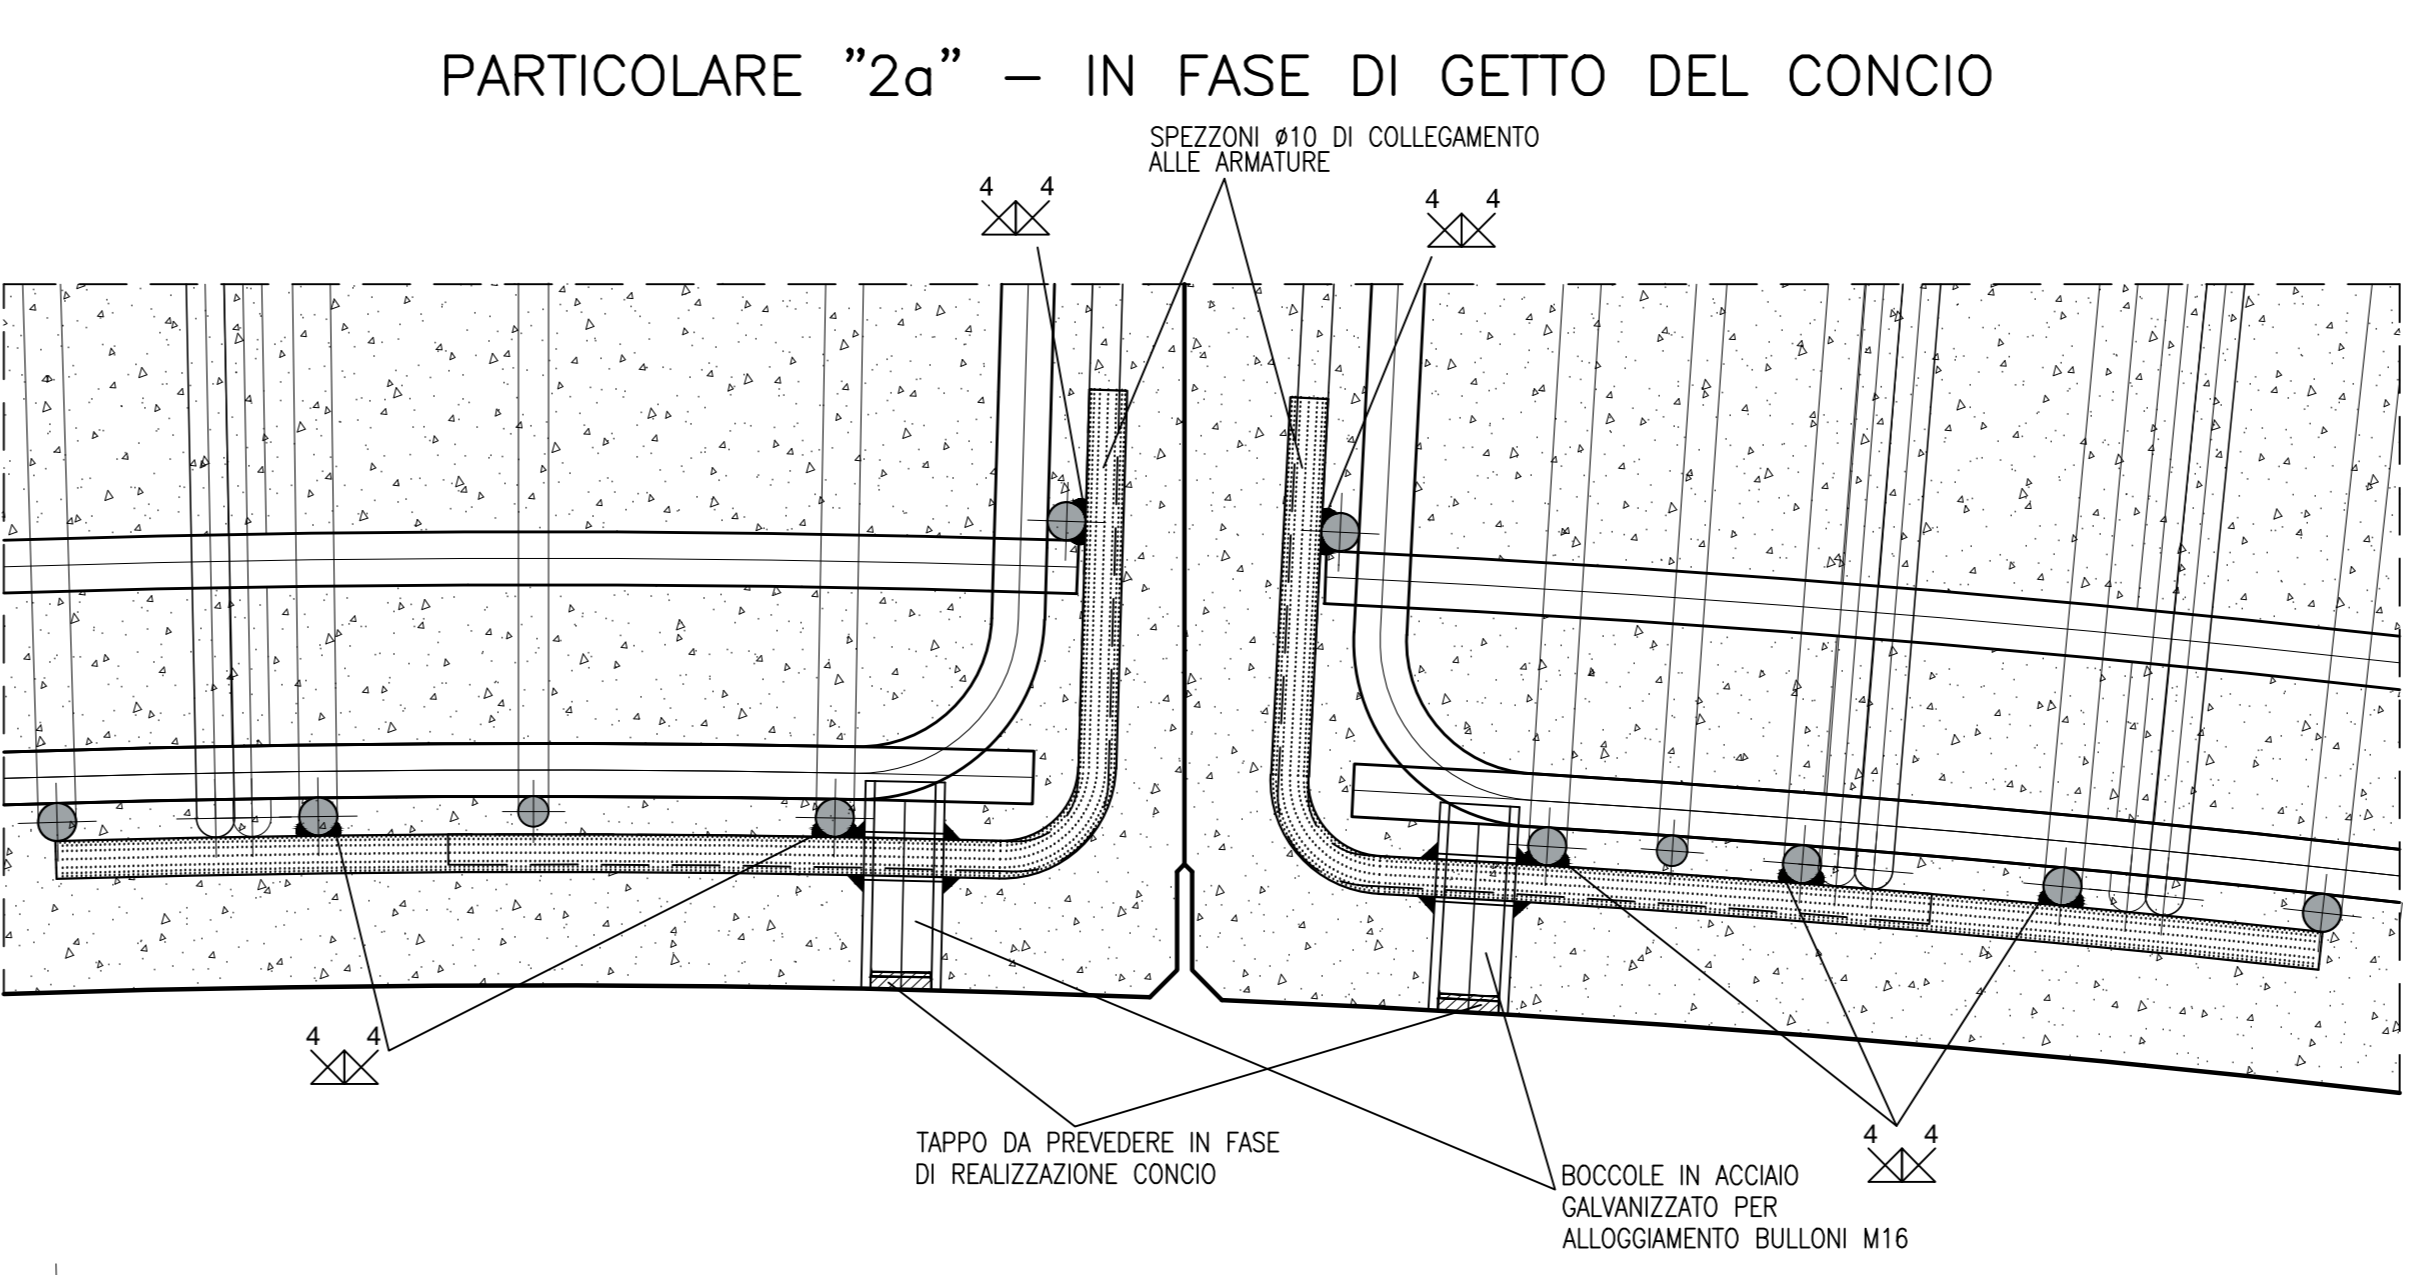 PARTICOLARE "2a" – IN FASE DI GETTO DEL CONCIO
SPEZZONI ø10 DI COLLEGAMENTO
ALLE ARMATURE
4 4
4 4
4 4
TAPPO DA PREVEDERE IN FASE
DI REALIZZAZIONE CONCIO
4 4
BOCCOLE IN ACCIAIO
GALVANIZZATO PER
ALLOGGIAMENTO BULLONI M16